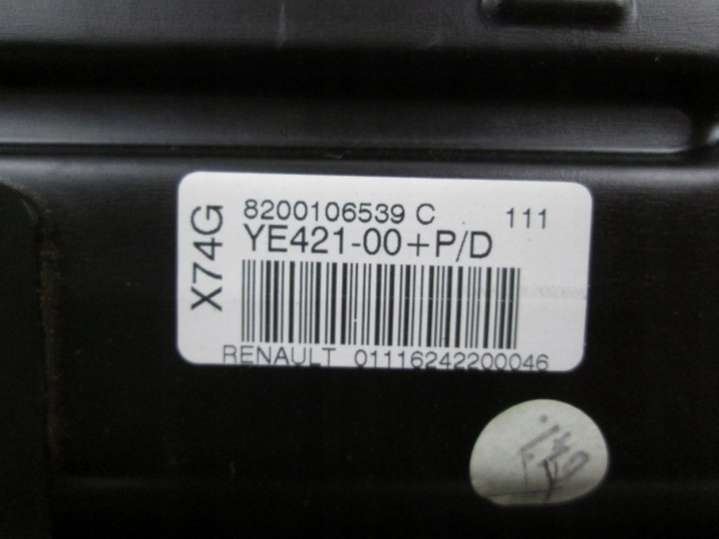 8200106539 C 111
YE421-00+P/D
X74G
RENAULT 01116242200046